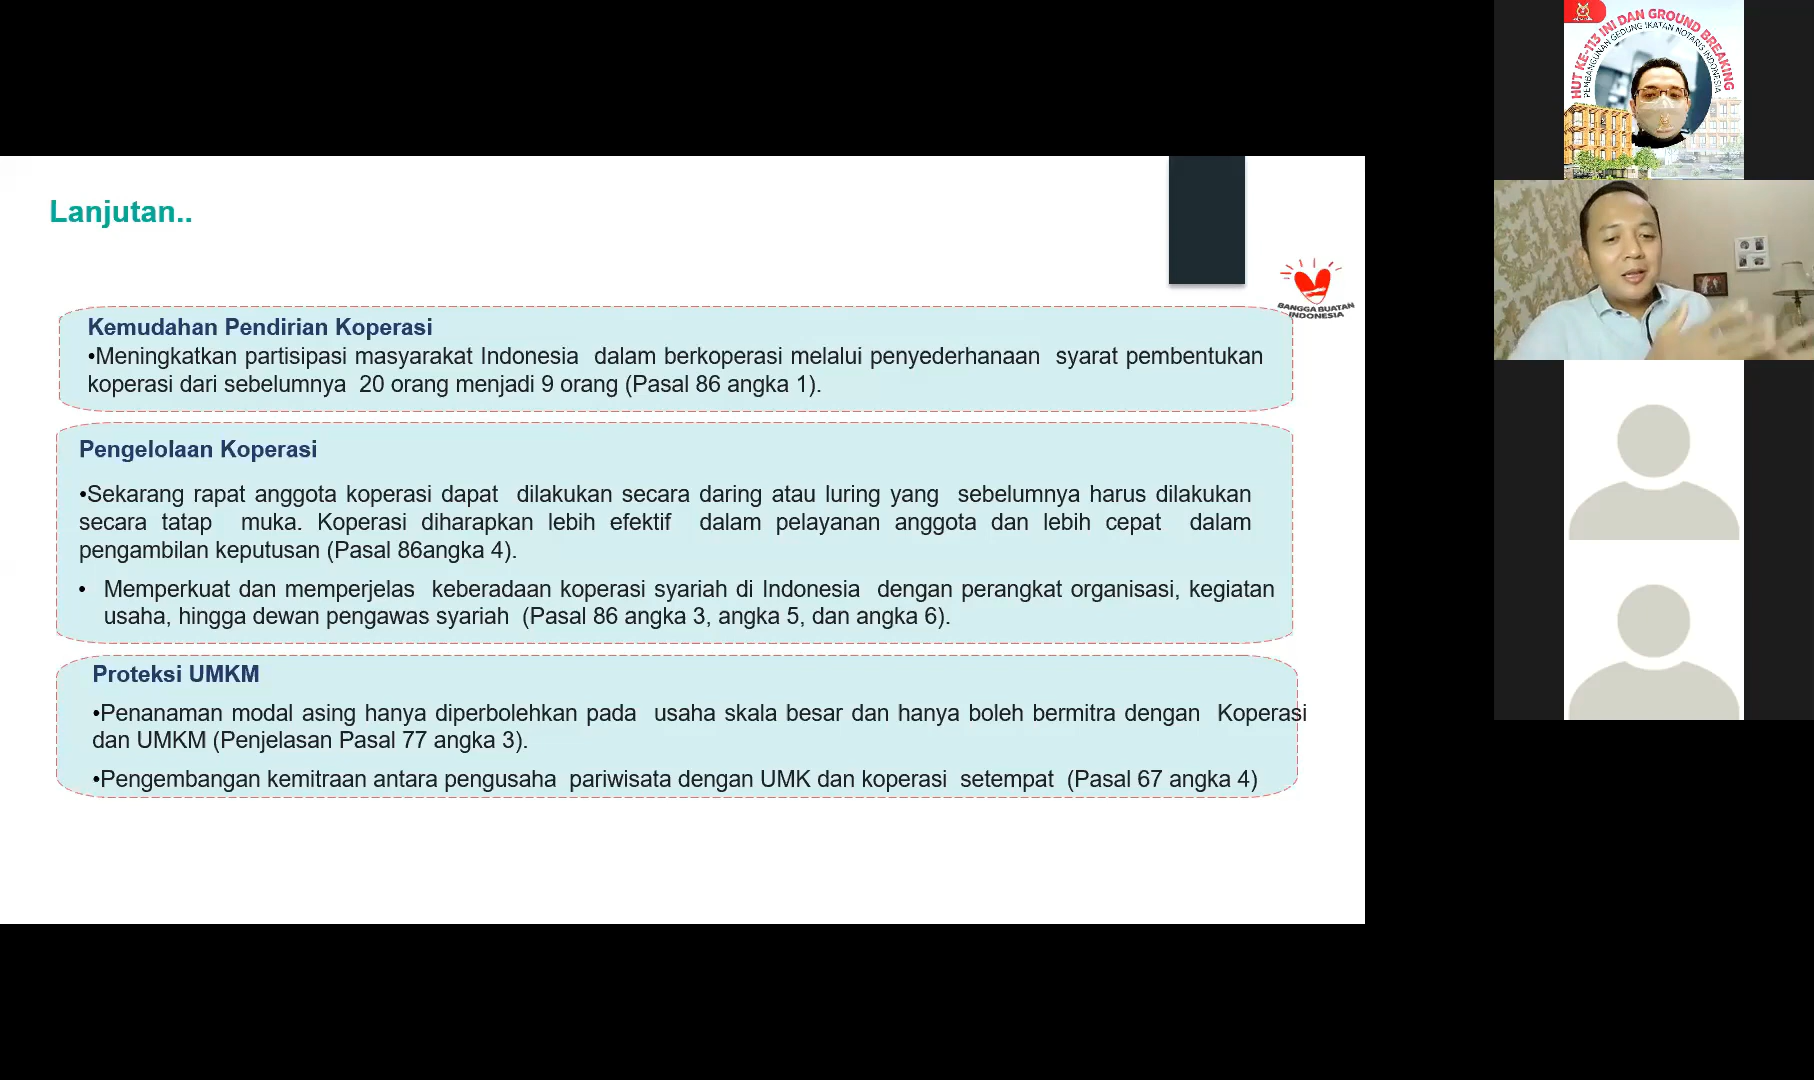 Lanjutan..
BANGGA BUATAN
INDONESIA
Kemudahan Pendirian Koperasi
•Meningkatkan partisipasi masyarakat Indonesia dalam berkoperasi melalui penyederhanaan syarat pembentukan
koperasi dari sebelumnya 20 orang menjadi 9 orang (Pasal 86 angka 1).
Pengelolaan Koperasi
•Sekarang rapat anggota koperasi dapat dilakukan secara daring atau luring yang sebelumnya harus dilakukan
secara tatap muka. Koperasi diharapkan lebih efektif dalam pelayanan anggota dan lebih cepat dalam
pengambilan keputusan (Pasal 86angka 4).
• Memperkuat dan memperjelas keberadaan koperasi syariah di Indonesia dengan perangkat organisasi, kegiatan
usaha, hingga dewan pengawas syariah (Pasal 86 angka 3, angka 5, dan angka 6).
Proteksi UMKM
•Penanaman modal asing hanya diperbolehkan pada usaha skala besar dan hanya boleh bermitra dengan Koperasi
dan UMKM (Penjelasan Pasal 77 angka 3).
•Pengembangan kemitraan antara pengusaha pariwisata dengan UMK dan koperasi setempat (Pasal 67 angka 4)
HUT KE-113 INI DAN GROUND BREAKING
PEMBANGUNAN GEDUNG IKATAN NOTARIS INDONESIA